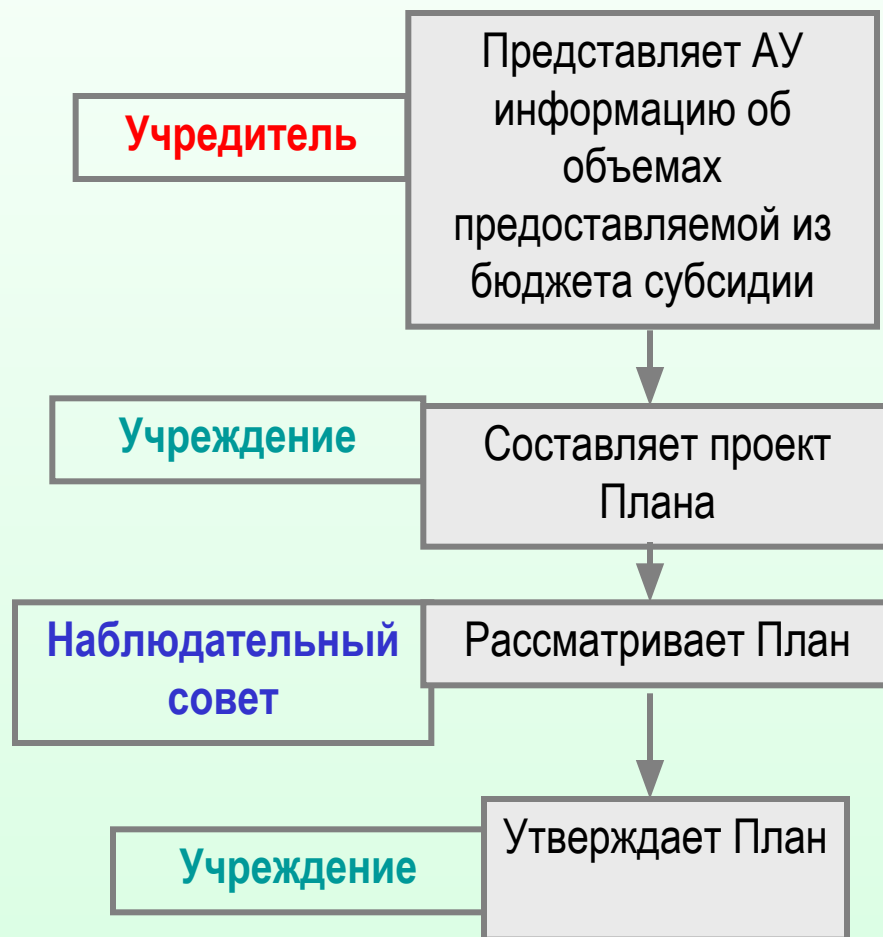 Учредитель
Представляет АУ
информацию об
объемах
предоставляемой из
бюджета субсидии
Учреждение
Составляет проект
Плана
Наблюдательный
совет
Рассматривает План
Учреждение
Утверждает План